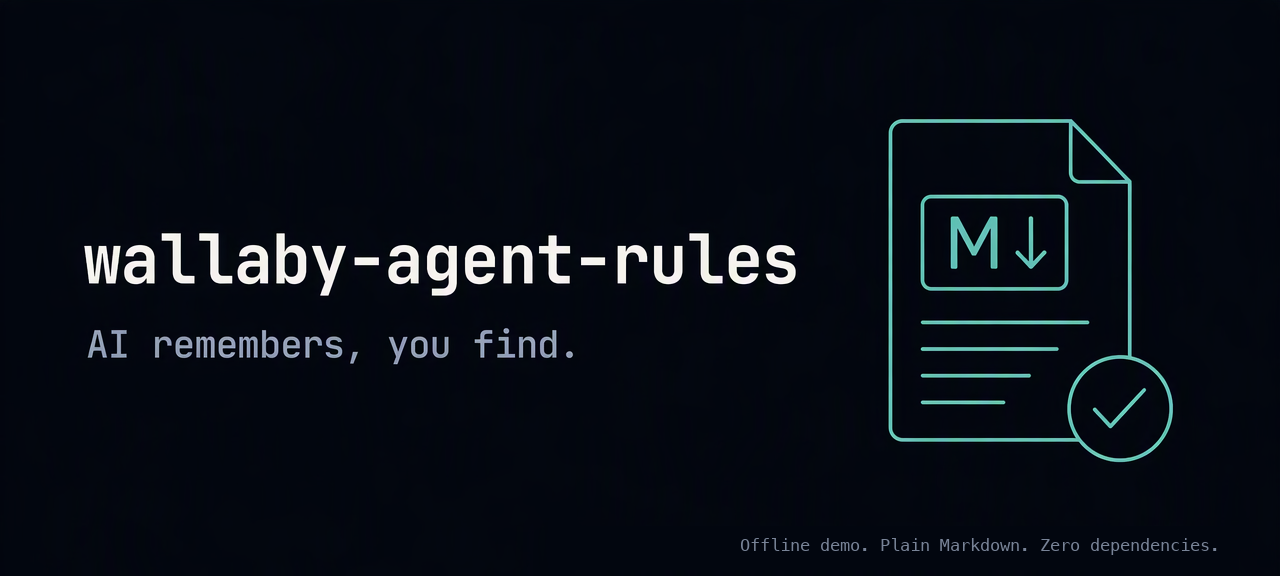 wallaby-agent-rules
AI remembers, you find.
M↓
Offline demo. Plain Markdown. Zero dependencies.